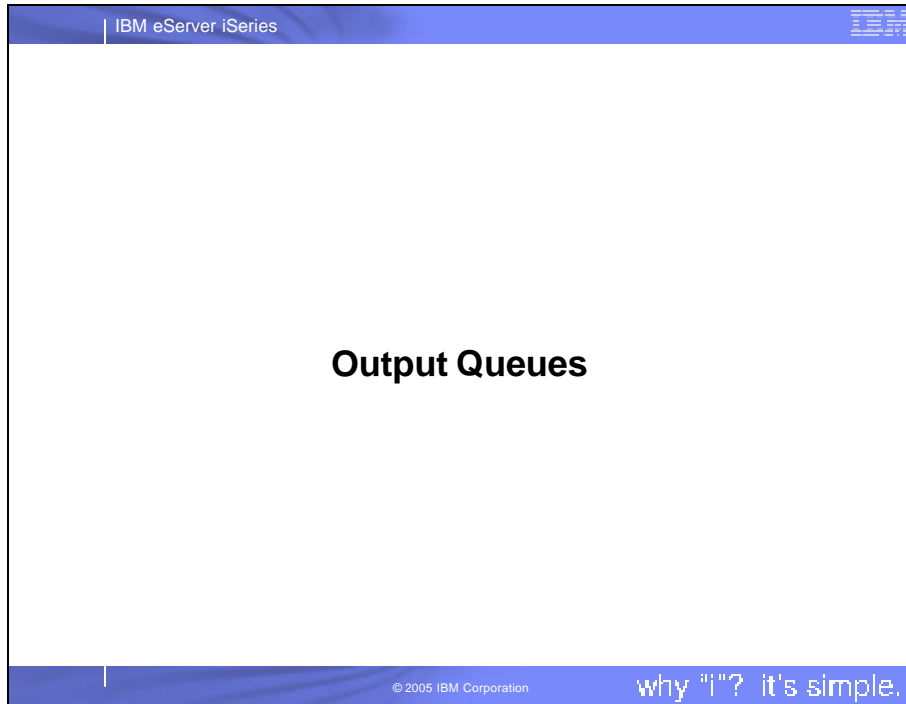 IBM eServer iSeries
IBM
Output Queues
© 2005 IBM Corporation
why "i"? it's simple.